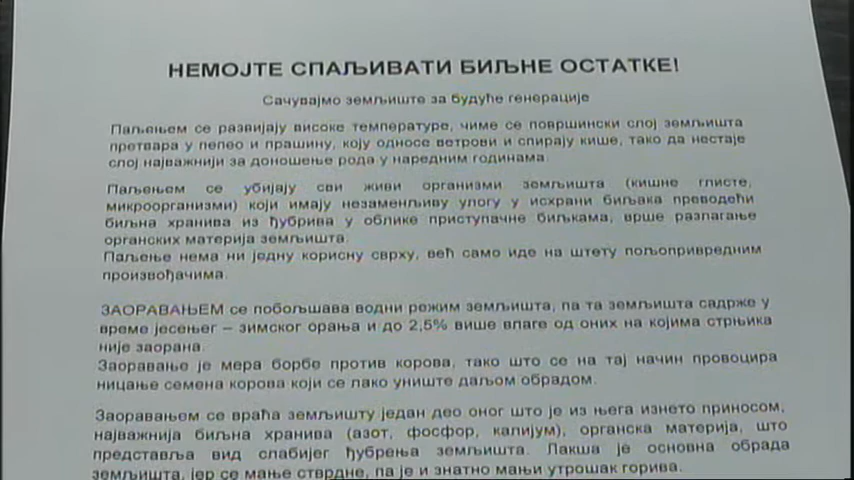 НЕМОЈТЕ СПАЉИВАТИ БИЉНЕ ОСТАТКЕ!
Сачувајмо земљиште за будуће генерације
Паљењем се развијају високе температуре, чиме се површински слој земљишта
претвара у пепео и прашину, коју односе ветрови и спирају кише, тако да нестаје
слој најважнији за доношење рода у наредним годинама.
Паљењем се убијају сви живи организми земљишта (кишне глисте,
микроорганизми) који имају незаменљиву улогу у исхрани биљака преводећи
биљна хранива из ђубрива у облике приступачне биљкама, врше разлагање
органских материја земљишта.
Паљење нема ни једну корисну сврху, већ само иде на штету пољопривредним
произвођачима.
ЗАОРАВАЊЕМ се побољшава водни режим земљишта, па та земљишта садрже у
време јесењег – зимског орања и до 2,5% више влаге од оних на којима стрњика
није заорана.
Заоравање је мера борбе против корова, тако што се на тај начин провоцира
ницање семена корова који се лако униште даљом обрадом.
Заоравањем се враћа земљишту један део оног што је из њега изнето приносом,
најважнија биљна хранива (азот, фосфор, калијум), органска материја, што
представља вид слабијег ђубрења земљишта. Лакша је основна обрада
земљишта, јер се мање стврдне, па је и знатно мањи утрошак горива.